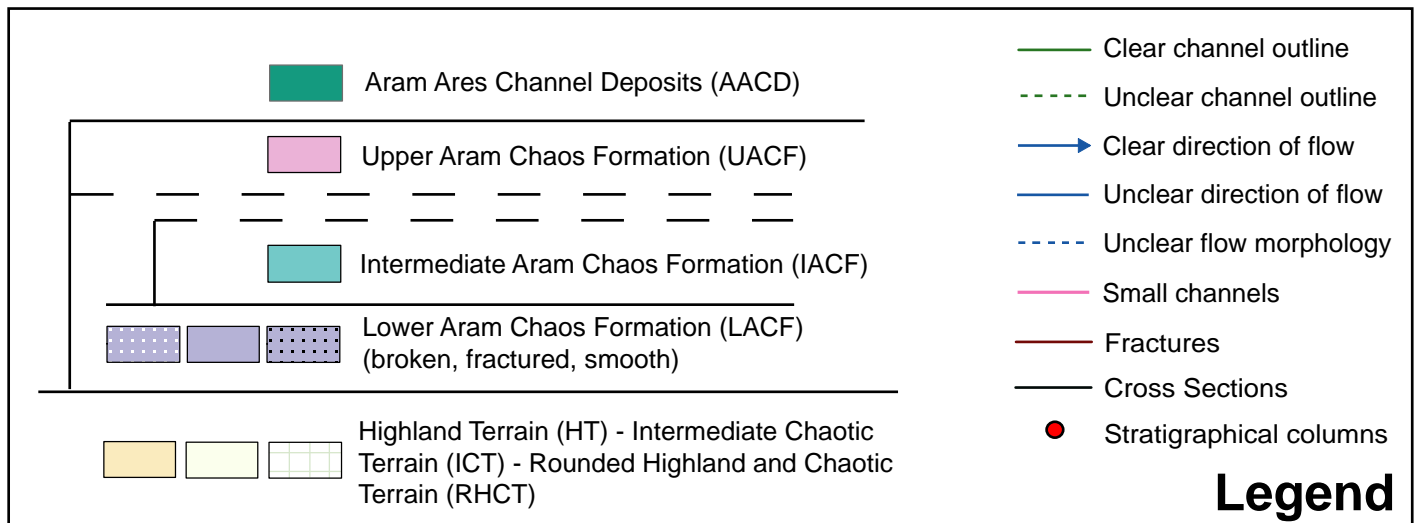 Aram Ares Channel Deposits (AACD)
Upper Aram Chaos Formation (UACF)
Intermediate Aram Chaos Formation (IACF)
Lower Aram Chaos Formation (LACF)
(broken, fractured, smooth)
Highland Terrain (HT) - Intermediate Chaotic
Terrain (ICT) - Rounded Highland and Chaotic
Terrain (RHCT)
Clear channel outline
Unclear channel outline
Clear direction of flow
Unclear direction of flow
Unclear flow morphology
Small channels
Fractures
Cross Sections
Stratigraphical columns
Legend